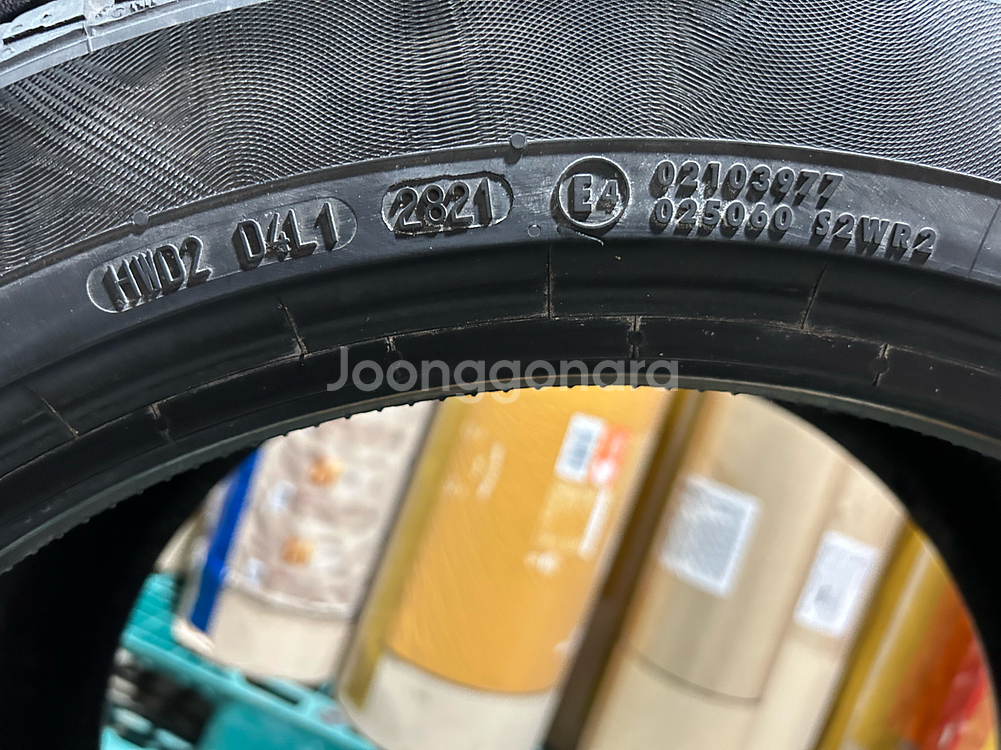 HWD2 D4L1 2821 E4 02103977
025060 S2WR2
Joonggonara